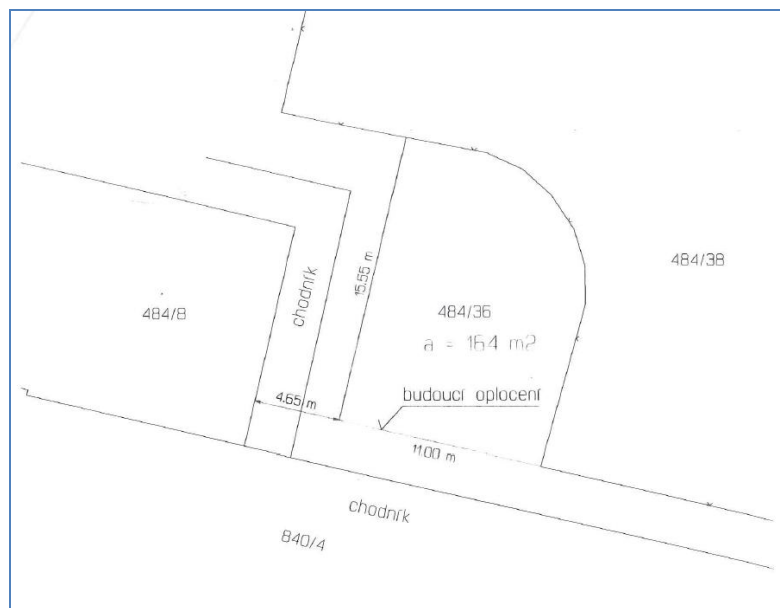 484/38
15.55 m
chodník
484/8
484/36
a = 164 m2
budoucí oplocení
4.65 m
11.00 m
chodník
840/4